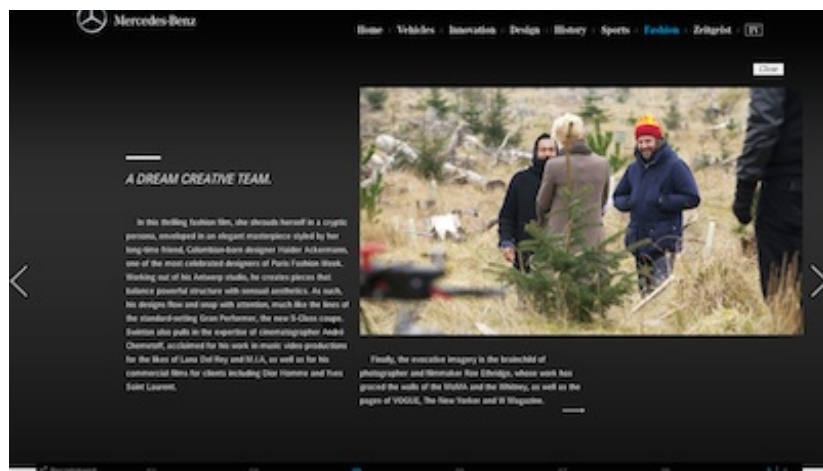 Mercedes-Benz
Home Vehicles Innovation Design History Sports Fashion Zeitgeist TV
Close
A DREAM CREATIVE TEAM.
In this thrilling fashion film, she shrouds herself in a cryptic
persona, enveloped in an elegant masterpiece styled by her
long-time friend, Colombian-born designer Haider Ackermann,
one of the most celebrated designers of Paris Fashion Week.
Working out of his Antwerp studio, he creates pieces that
balance powerful structure with sensual aesthetics. As such,
his designs flow and snap with attention, much like the lines of
the standard-setting Gran Performer, the new S-Class coupe.
Swinton also pulls in the expertise of cinematographer André
Chemetoff, acclaimed for his work in music video productions
for the likes of Lana Del Rey and M.I.A, as well as for his
commercial films for clients including Dior Homme and Yves
Saint Laurent.
Finally, the evocative imagery is the brainchild of
photographer and filmmaker Roe Ethridge, whose work has
graced the walls of the MoMA and the Whitney, as well as the
pages of VOGUE, The New Yorker and W Magazine.